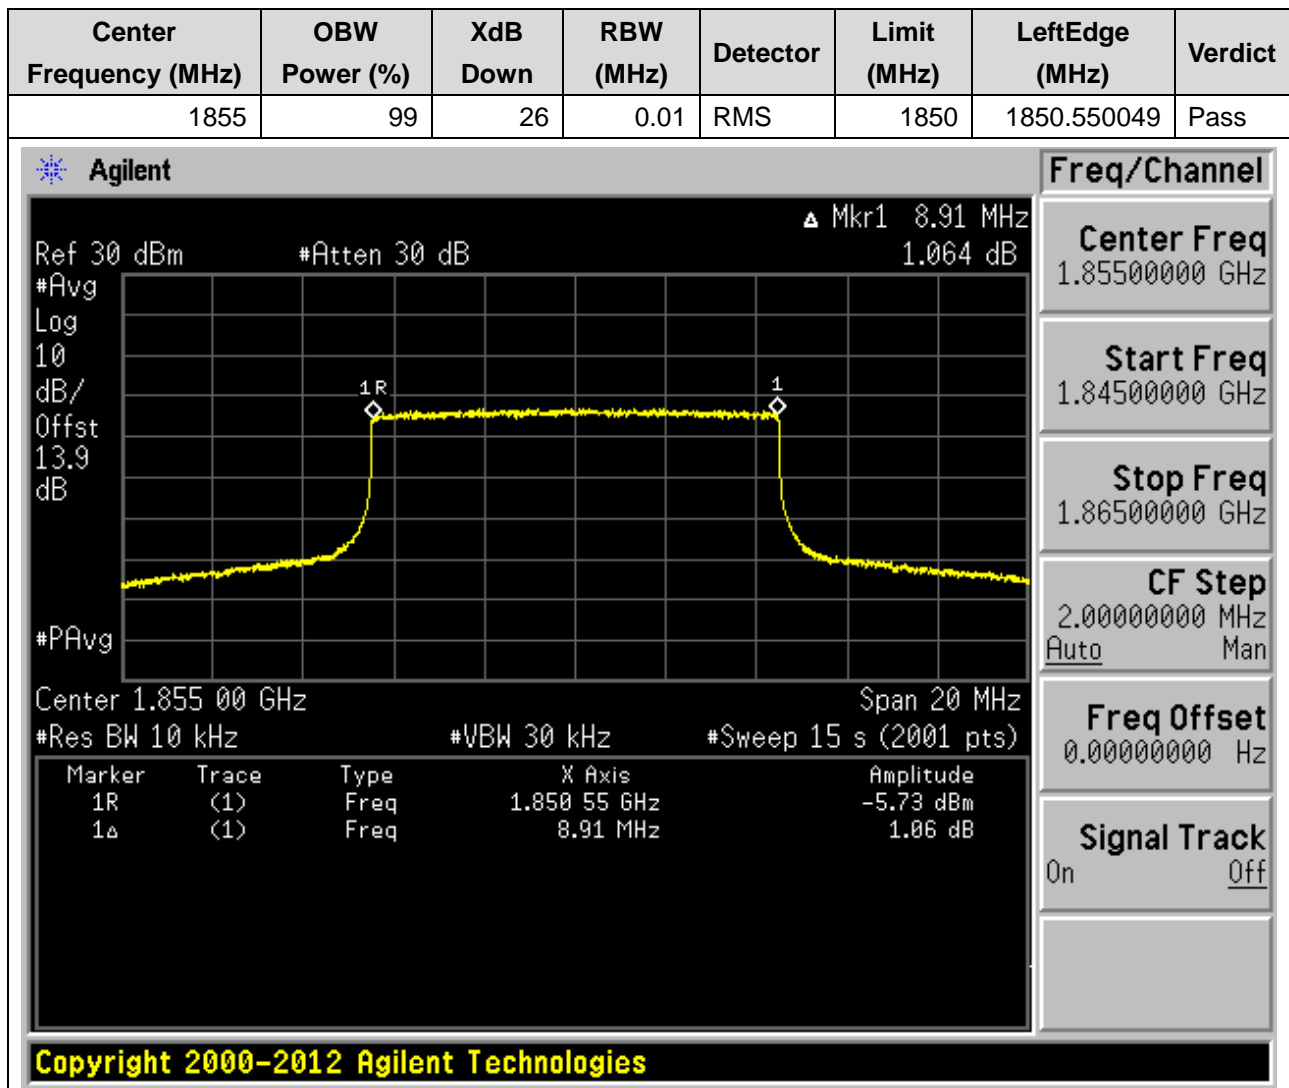 Center Frequency (MHz) OBW Power (%) XdB Down RBW (MHz) Detector Limit (MHz) LeftEdge (MHz) Verdict
1855 99 26 0.01 RMS 1850 1850.550049 Pass
Agilent
Freq/Channel
Δ Mkr1 8.91 MHz
Ref 30 dBm #Atten 30 dB 1.064 dB
#Avg
Log
10
dB/
Offst
13.9
dB
1R
1
#PAvg
Center 1.855 00 GHz Span 20 MHz
#Res BW 10 kHz #VBW 30 kHz #Sweep 15 s (2001 pts)
Marker Trace Type X Axis Amplitude
1R (1) Freq 1.850 55 GHz -5.73 dBm
1Δ (1) Freq 8.91 MHz 1.06 dB
Center Freq
1.85500000 GHz
Start Freq
1.84500000 GHz
Stop Freq
1.86500000 GHz
CF Step
2.00000000 MHz
Auto Man
Freq Offset
0.00000000 Hz
Signal Track
On Off
Copyright 2000-2012 Agilent Technologies